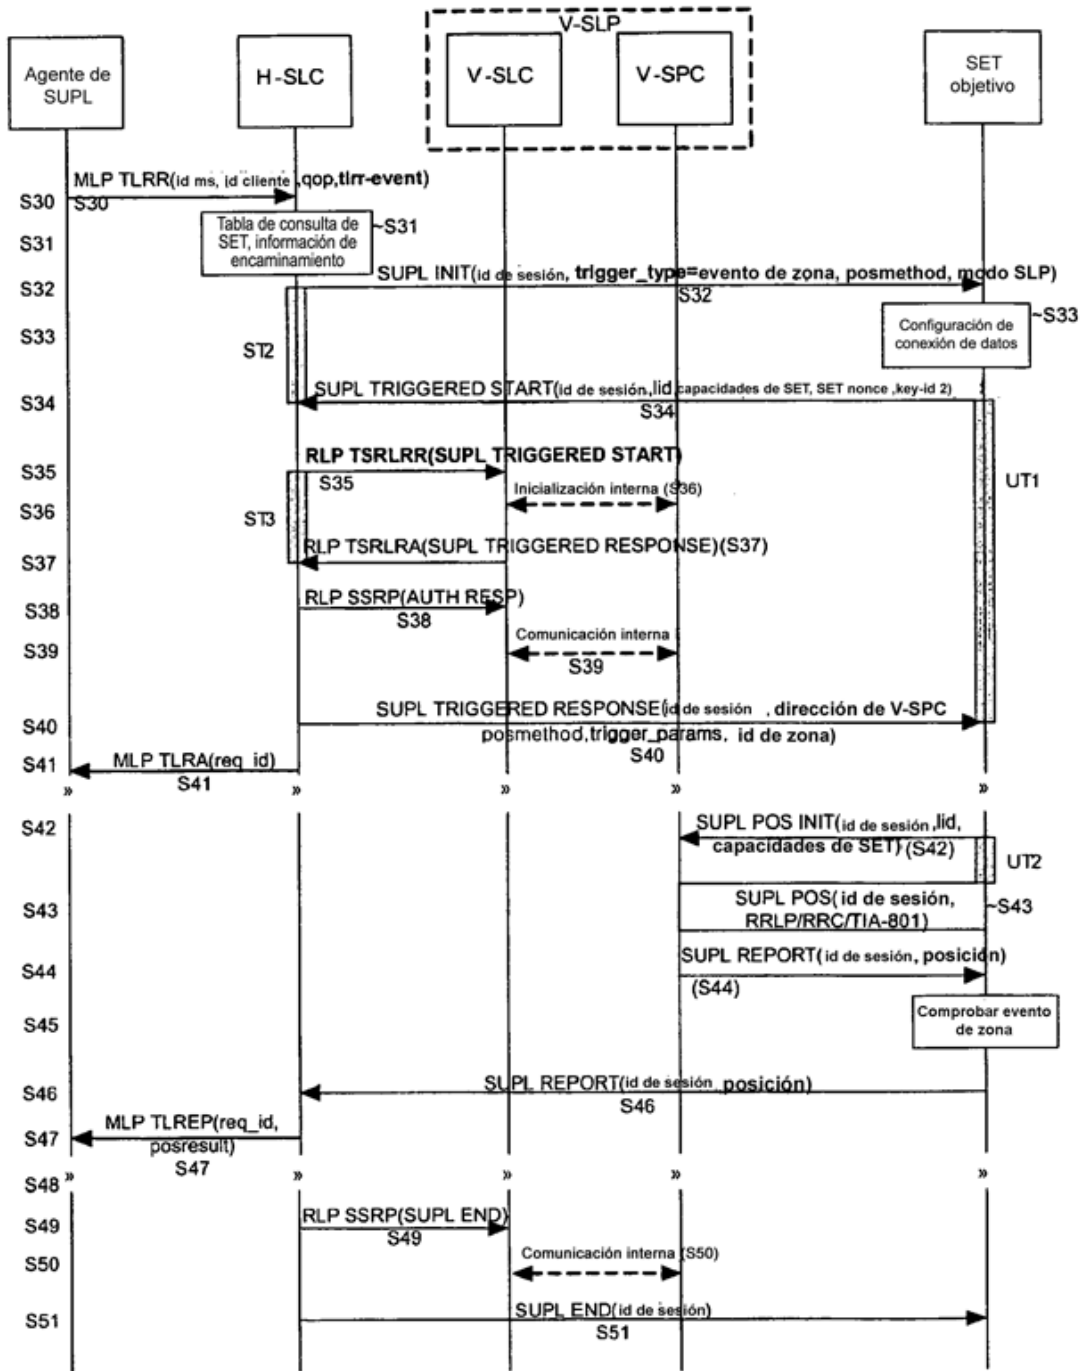 V-SLP
Agente de
SUPL
H-SLC
V-SLC
V-SPC
SET
objetivo
MLP TLRR(id ms, id cliente ,qop,tlrr-event)
S30
S30
Tabla de consulta de
SET, información de
encaminamiento
~S31
S31
SUPL INIT(id de sesión, trigger_type=evento de zona, posmethod, modo SLP)
S32
S32
Configuración de
conexión de datos
~S33
S33
ST2
SUPL TRIGGERED START(id de sesión,lid,capacidades de SET, SET nonce ,key-id 2)
S34
S34
RLP TSRLRR(SUPL TRIGGERED START)
S35
S35
UT1
Inicialización interna (S36)
S36
ST3
RLP TSRLRA(SUPL TRIGGERED RESPONSE)(S37)
S37
RLP SSRP(AUTH RESP)
S38
S38
Comunicación interna
S39
S39
SUPL TRIGGERED RESPONSE(id de sesión , dirección de V-SPC
S40
posmethod,trigger_params, id de zona)
S40
S41
MLP TLRA(req_id)
S41
» » » » »
S42
SUPL POS INIT(id de sesión,lid,
capacidades de SET) (S42)
UT2
SUPL POS( id de sesión,
RRLP/RRC/TIA-801)
~S43
S43
SUPL REPORT(id de sesión, posición)
S44
(S44)
Comprobar evento
de zona
S45
SUPL REPORT(id de sesión posición)
S46
S46
MLP TLREP(req_id,
posresult)
S47
S47
» » » » »
S48
RLP SSRP(SUPL END)
S49
S49
Comunicación interna (S50)
S50
SUPL END(id de sesión)
S51
S51